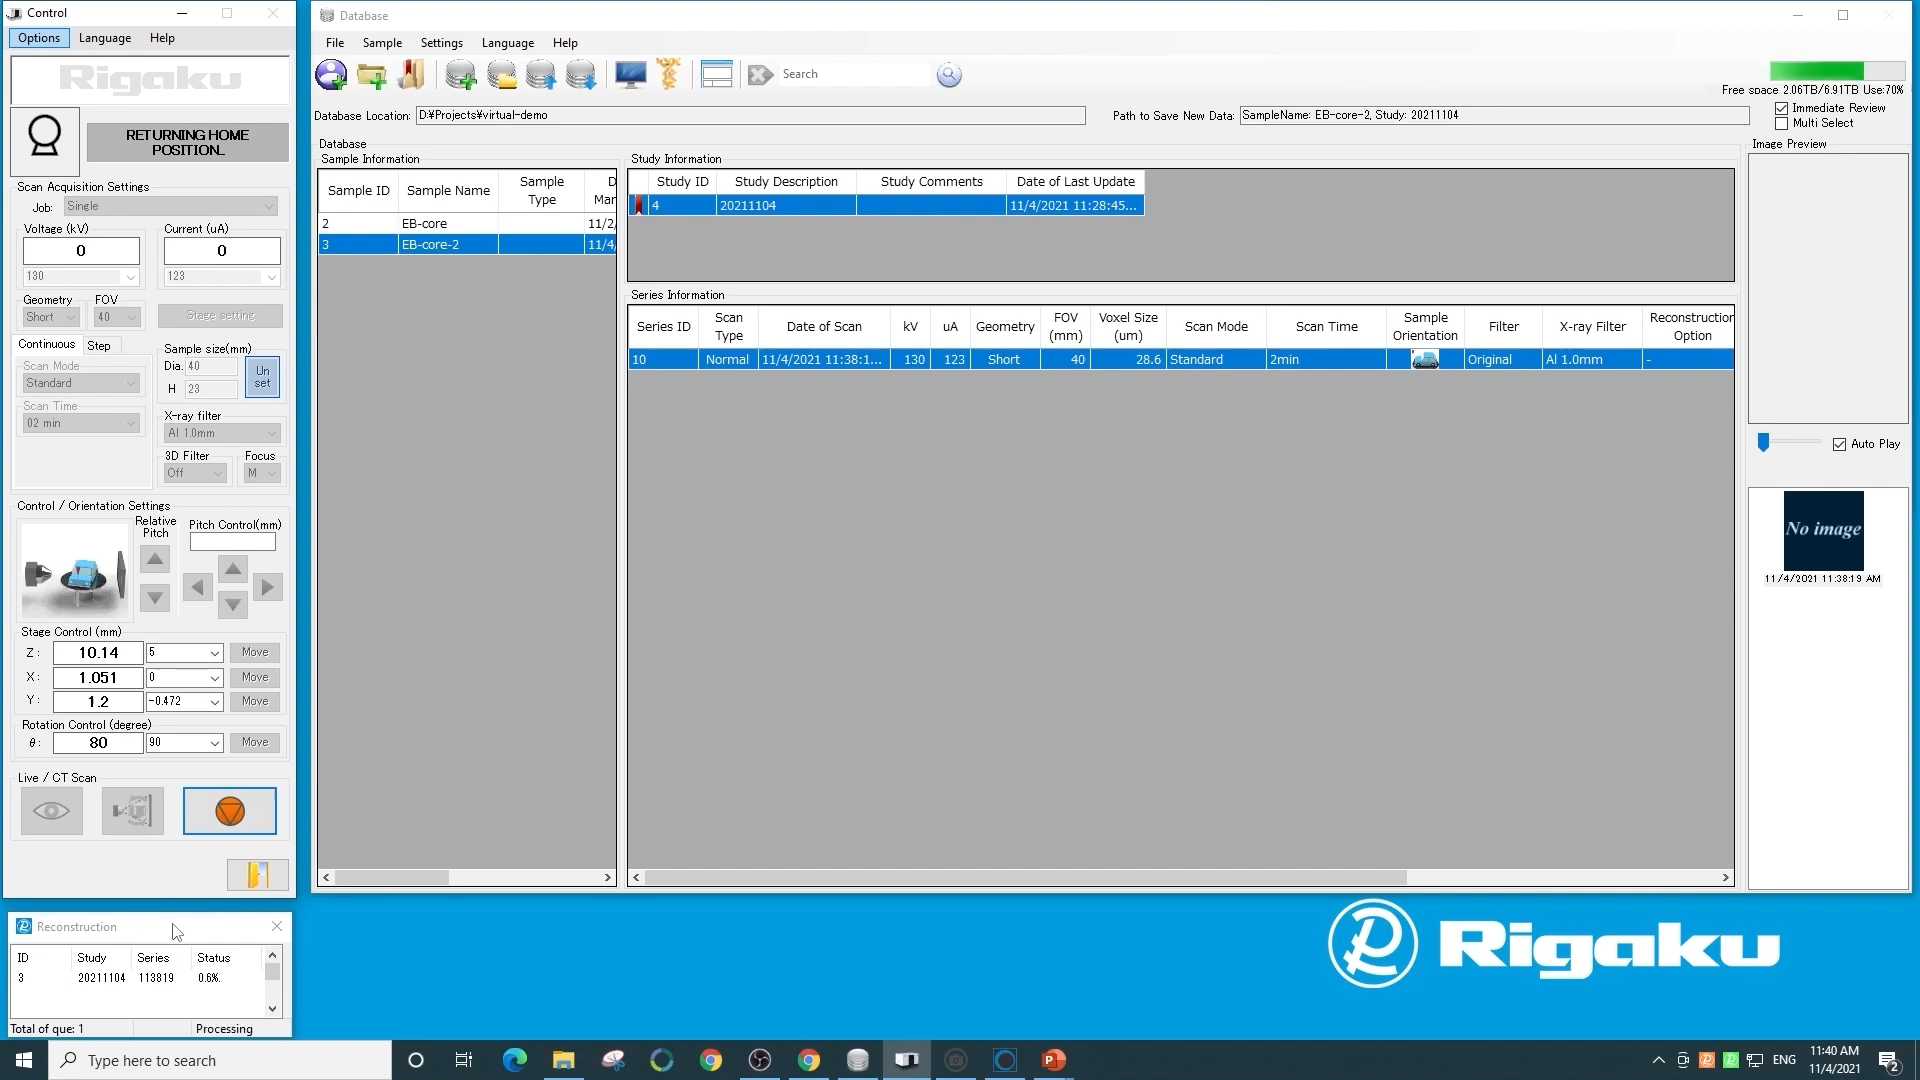 Control
Options Language Help
Rigaku
RETURNING HOME
POSITION...
Scan Acquisition Settings
Job: Single
Voltage (kV) Current (uA)
0 0
130 123
Geometry FOV
Short 40 Stage setting
Continuous Step
Scan Mode
Standard
Scan Time
02 min
Sample size(mm)
Dia. 40
H 23
Un
set
X-ray filter
Al 1.0mm
3D Filter Focus
Off M
Control / Orientation Settings
Relative
Pitch
Pitch Control(mm)
Stage Control (mm)
Z : 10.14 5 Move
X : 1.051 0 Move
Y : 1.2 -0.472 Move
Rotation Control (degree)
θ : 80 90 Move
Live / CT Scan
Reconstruction
ID Study Series Status
3 20211104 113819 0.6%.
Total of que: 1 Processing
Database
File Sample Settings Language Help
Search
Free space 2.06TB/6.91TB Use:70%
Database Location: D:¥Projects¥virtual-demo
Path to Save New Data: SampleName: EB-core-2, Study: 20211104
Immediate Review
Multi Select
Database
Sample Information
Sample ID Sample Name Sample
Type D
Mar
2 EB-core 11/2/
3 EB-core-2 11/4/
Study Information
Study ID Study Description Study Comments Date of Last Update
4 20211104 11/4/2021 11:28:45...
Series Information
Series ID Scan
Type Date of Scan kV uA Geometry FOV
(mm) Voxel Size
(um) Scan Mode Scan Time Sample
Orientation Filter X-ray Filter Reconstruction
Option
10 Normal 11/4/2021 11:38:1... 130 123 Short 40 28.6 Standard 2min Original Al 1.0mm -
Image Preview
Auto Play
No image
11/4/2021 11:38:19 AM
Rigaku
Type here to search
ENG
11:40 AM
11/4/2021
2